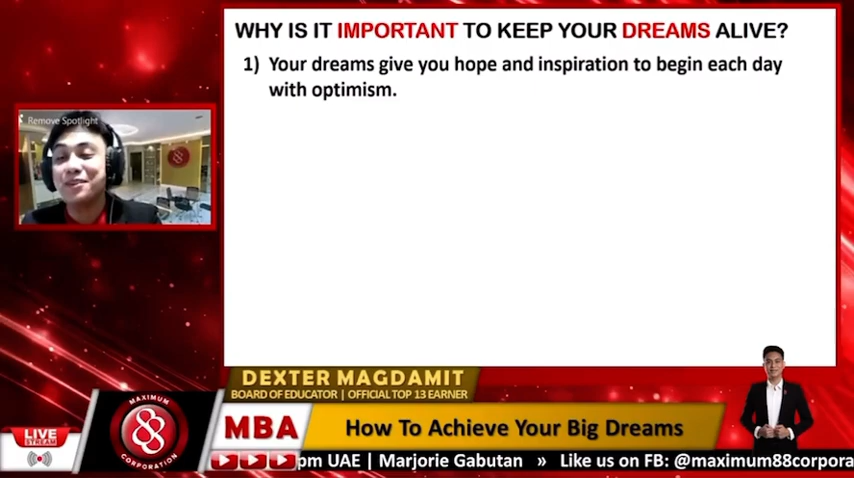 WHY IS IT IMPORTANT TO KEEP YOUR DREAMS ALIVE?
1) Your dreams give you hope and inspiration to begin each day
with optimism.
Remove Spotlight
88
DEXTER MAGDAMIT
BOARD OF EDUCATOR | OFFICIAL TOP 13 EARNER
MAXIMUM
88
CORPORATION
MBA
How To Achieve Your Big Dreams
LIVE
STREAM
pm UAE | Marjorie Gabutan » Like us on FB: @maximum88corpora